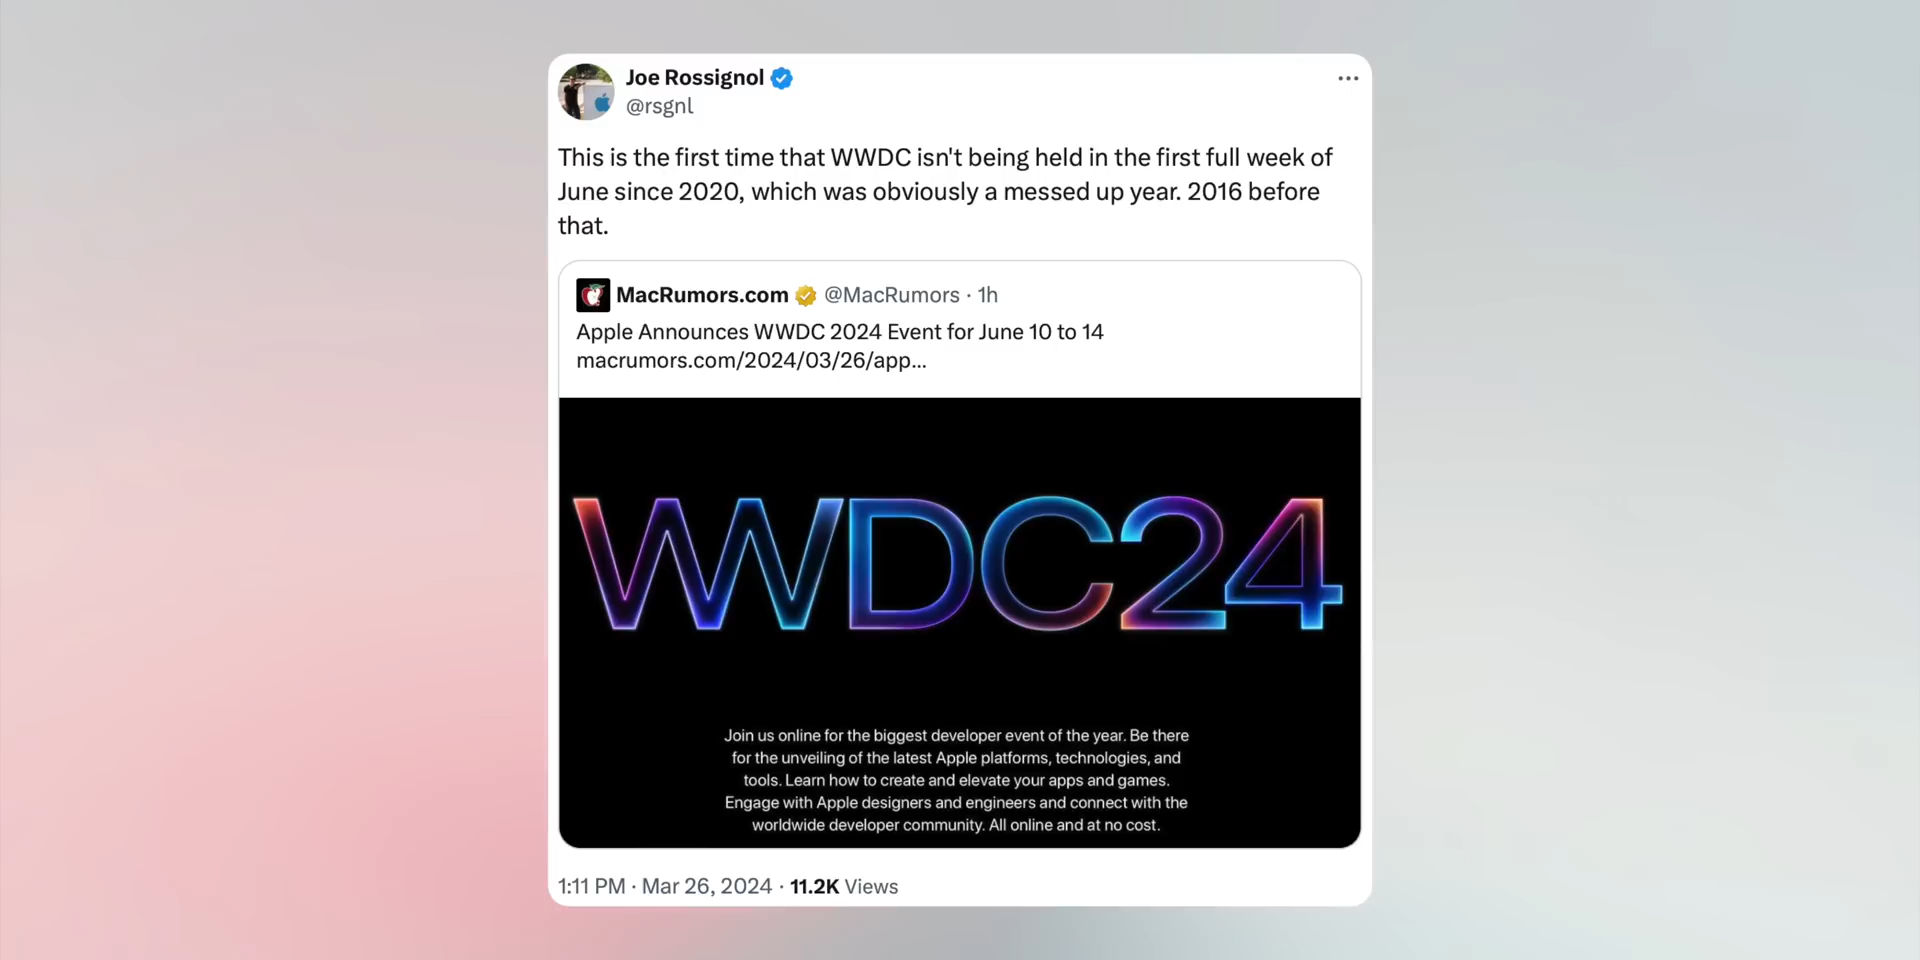 Joe Rossignol
@rsgnl
This is the first time that WWDC isn't being held in the first full week of
June since 2020, which was obviously a messed up year. 2016 before
that.
MacRumors.com @MacRumors · 1h
Apple Announces WWDC 2024 Event for June 10 to 14
macrumors.com/2024/03/26/app...
WWDC24
Join us online for the biggest developer event of the year. Be there
for the unveiling of the latest Apple platforms, technologies, and
tools. Learn how to create and elevate your apps and games.
Engage with Apple designers and engineers and connect with the
worldwide developer community. All online and at no cost.
1:11 PM · Mar 26, 2024 · 11.2K Views